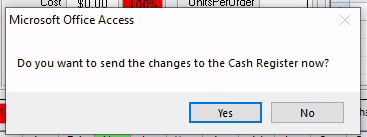 Cost $0.00 100% UnitsPerOrder
Microsoft Office Access
Do you want to send the changes to the Cash Register now?
Yes No